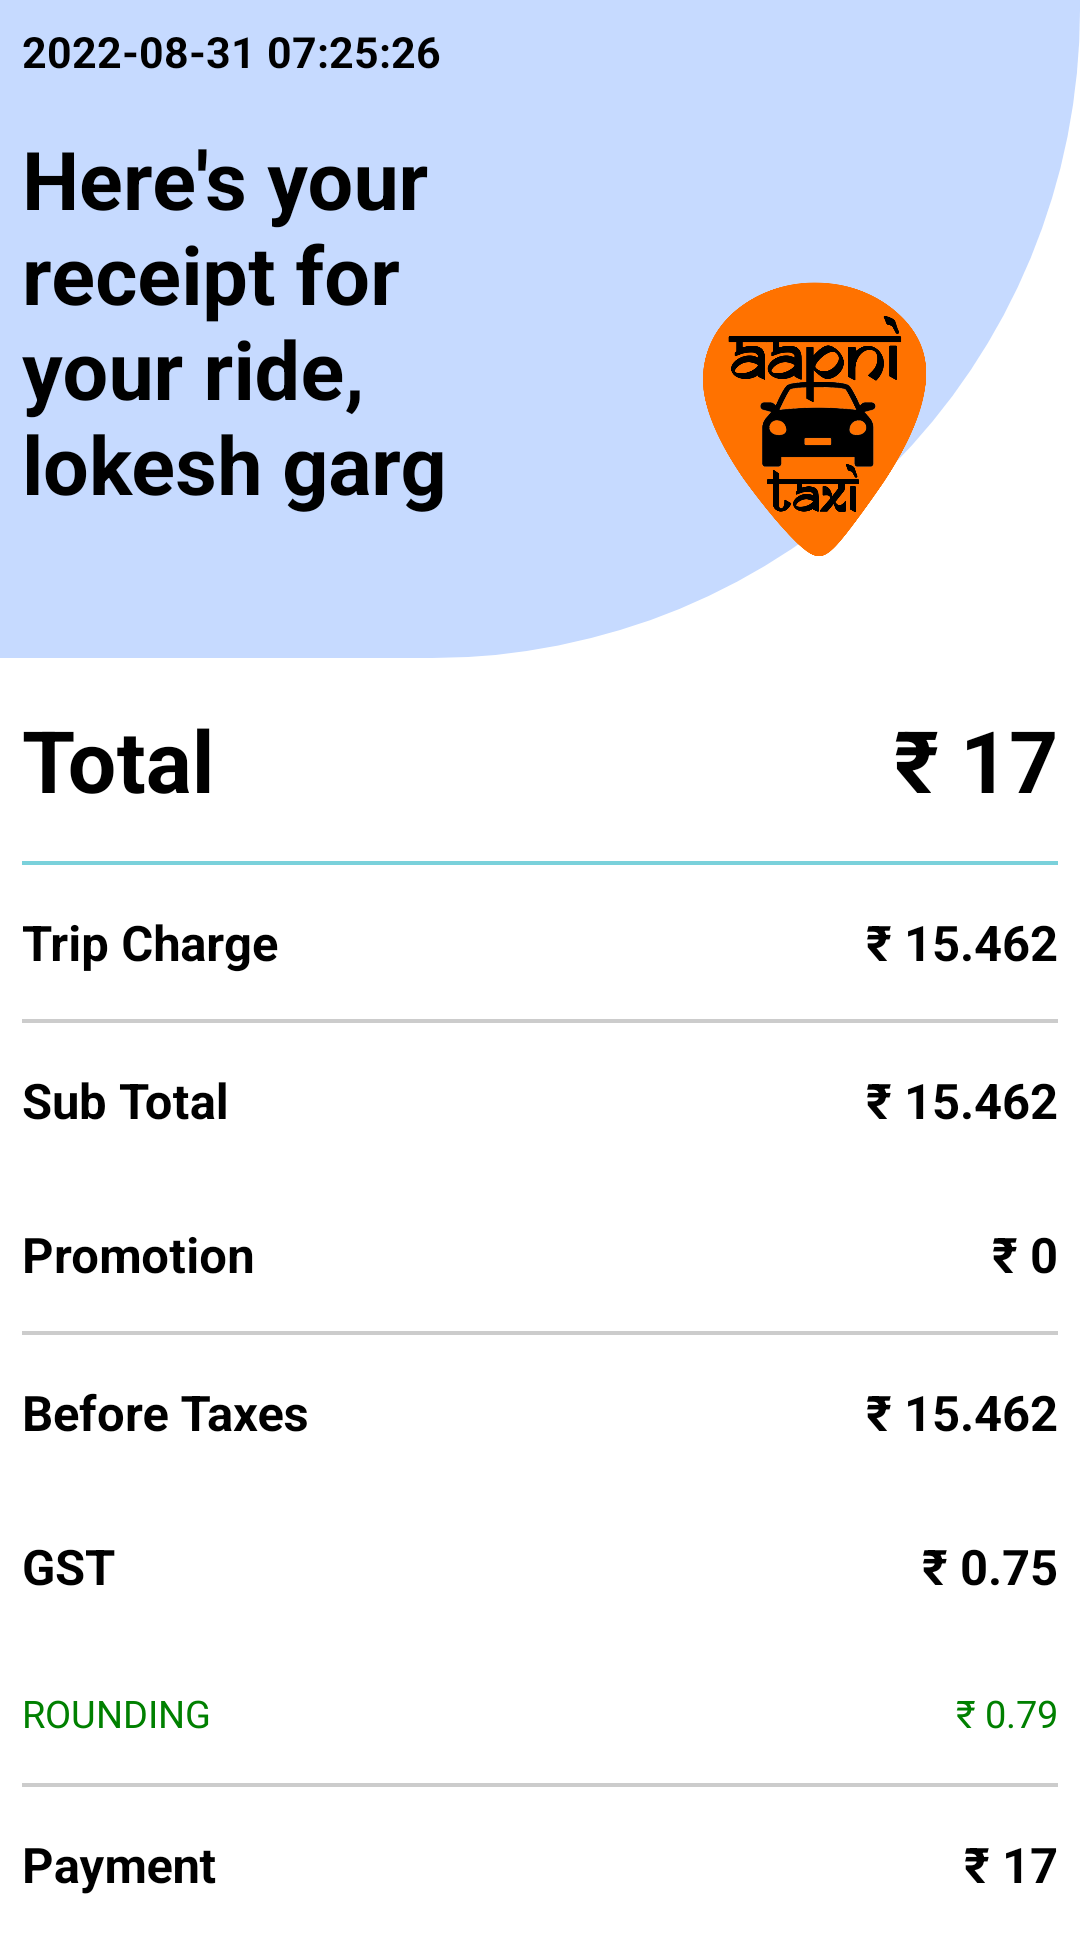 2022-08-31 07:25:26
Here's your
receipt for
your ride,
lokesh garg
aapni
taxi
Total ₹ 17
Trip Charge ₹ 15.462
Sub Total ₹ 15.462
Promotion ₹ 0
Before Taxes ₹ 15.462
GST ₹ 0.75
ROUNDING ₹ 0.79
Payment ₹ 17